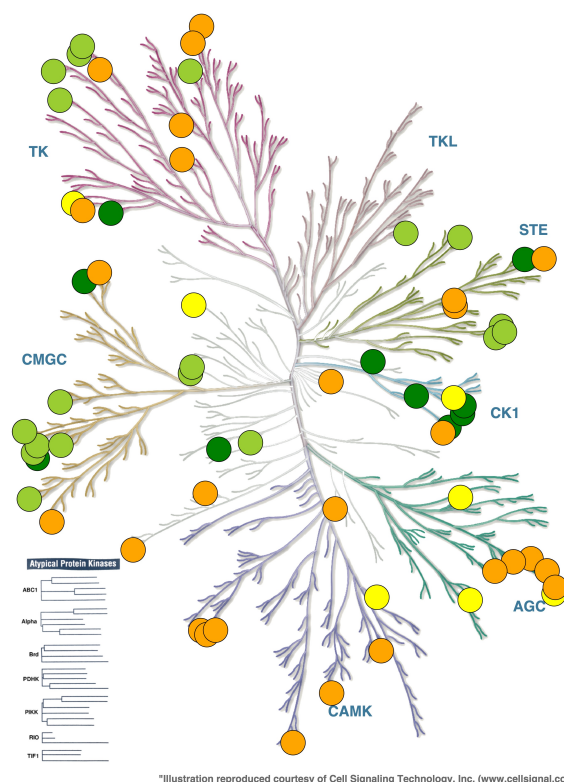 TK
TKL
STE
CMGC
CK1
AGC
CAMK
Atypical Protein Kinases
ABC1
Alpha
Brd
PDHK
PIKK
RIO
TIF1
"Illustration reproduced courtesy of Cell Signaling Technology, Inc. (www.cellsignal.co